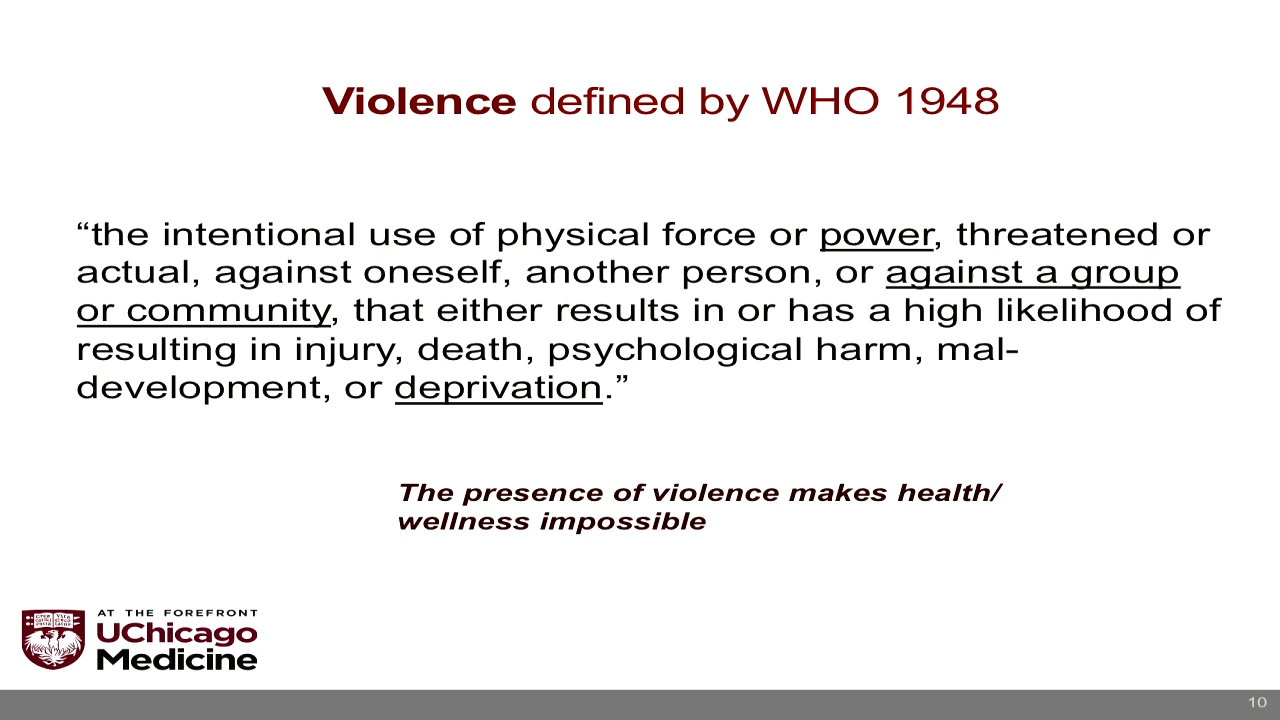 Violence defined by WHO 1948
“the intentional use of physical force or power, threatened or
actual, against oneself, another person, or against a group
or community, that either results in or has a high likelihood of
resulting in injury, death, psychological harm, mal-
development, or deprivation.”
The presence of violence makes health/
wellness impossible
AT THE FOREFRONT
UChicago
Medicine
10